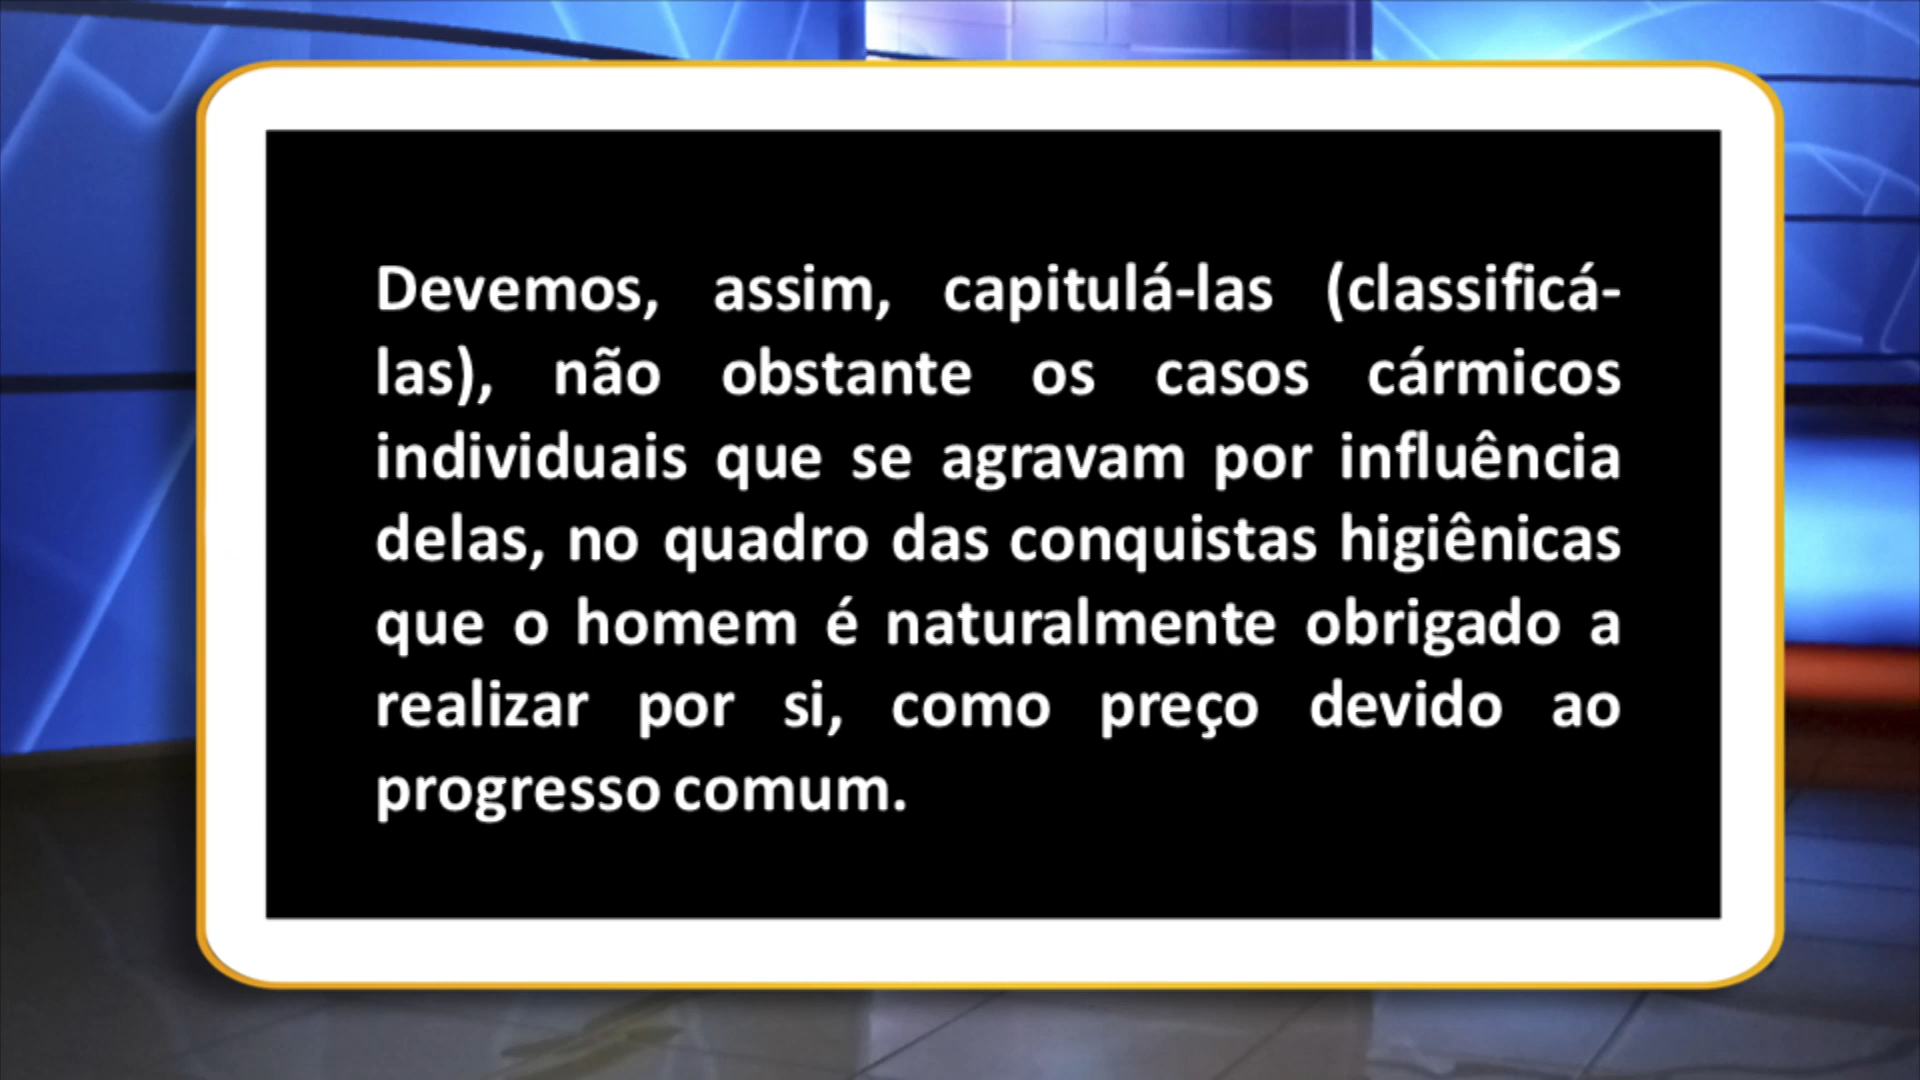 Devemos, assim, capitulá-las (classificá-
las), não obstante os casos cármicos
individuais que se agravam por influência
delas, no quadro das conquistas higiênicas
que o homem é naturalmente obrigado a
realizar por si, como preço devido ao
progresso comum.